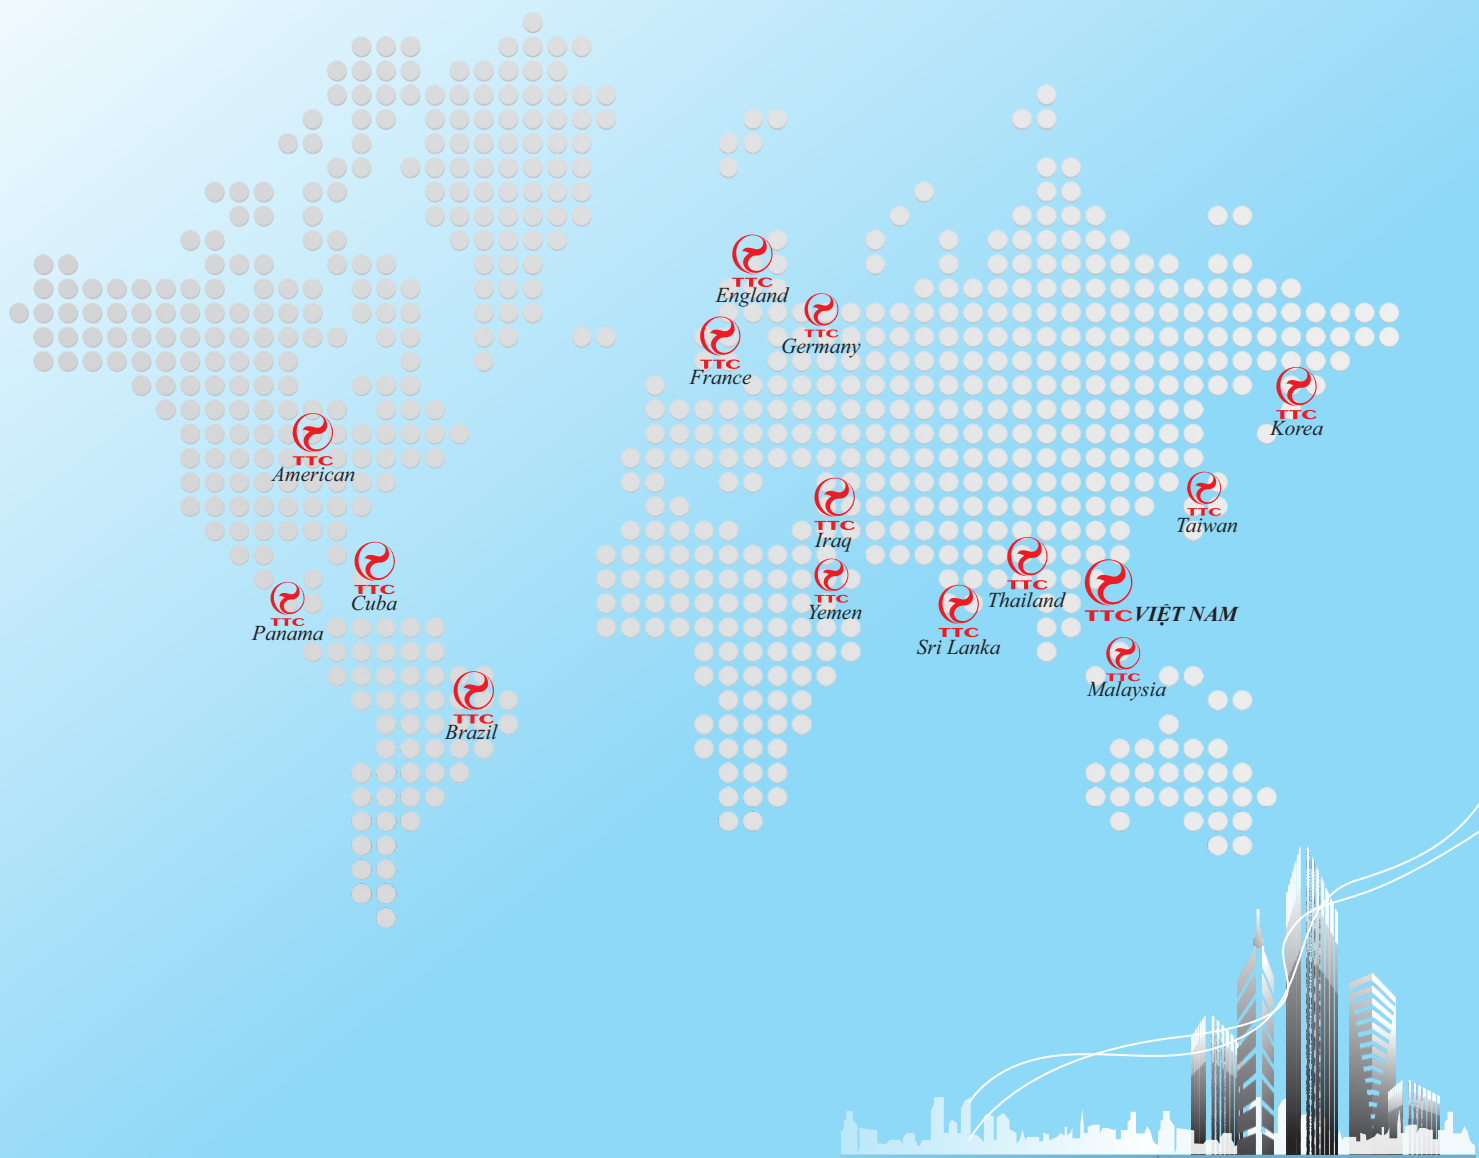 TTC
England
TTC
Germany
TTC
France
TTC
Korea
TTC
American
TTC
Taiwan
TTC
Iraq
TTC
Cuba
TTC
Yemen
TTC
Thailand
TTC VIỆT NAM
TTC
Panama
TTC
Sri Lanka
TTC
Malaysia
TTC
Brazil